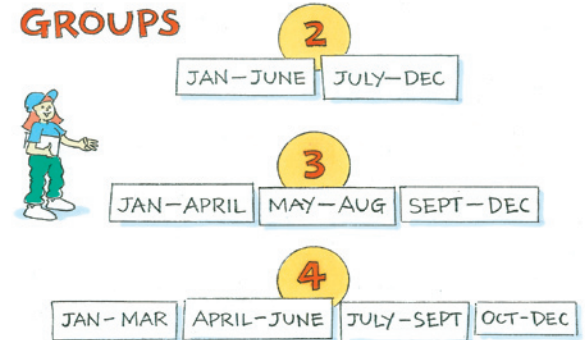 GROUPS
2
JAN–JUNE JULY–DEC
3
JAN–APRIL MAY–AUG SEPT–DEC
4
JAN–MAR APRIL–JUNE JULY–SEPT OCT-DEC